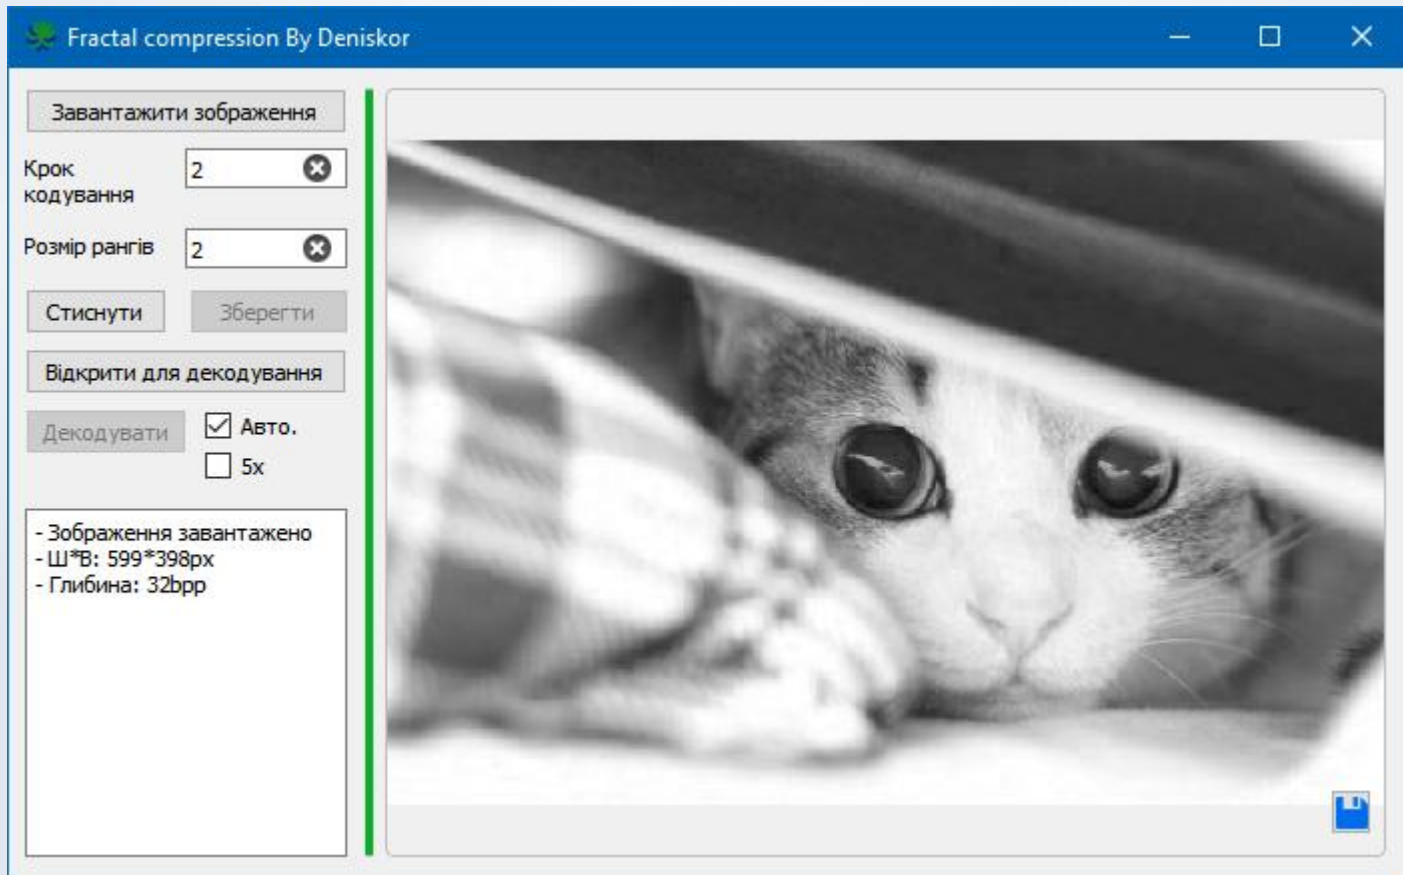 Fractal compression By Deniskor
Завантажити зображення
Крок
кодування
2
Розмір рангів
2
Стиснути
Зберегти
Відкрити для декодування
Декодувати
Авто.
5x
- Зображення завантажено
- Ш*В: 599*398px
- Глибина: 32bpp